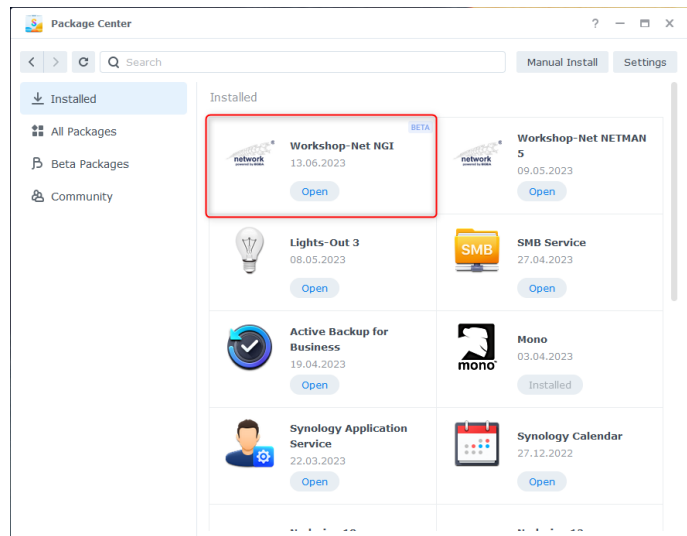 Package Center
Search
Manual Install
Settings
Installed
All Packages
Beta Packages
Community
Installed
BETA
network
Workshop-Net NGI
13.06.2023
Open
network
Workshop-Net NETMAN
5
09.05.2023
Open
Lights-Out 3
08.05.2023
Open
SMB
SMB Service
27.04.2023
Open
Active Backup for
Business
19.04.2023
Open
mono
Mono
03.04.2023
Installed
Synology Application
Service
22.03.2023
Open
Synology Calendar
27.12.2022
Open